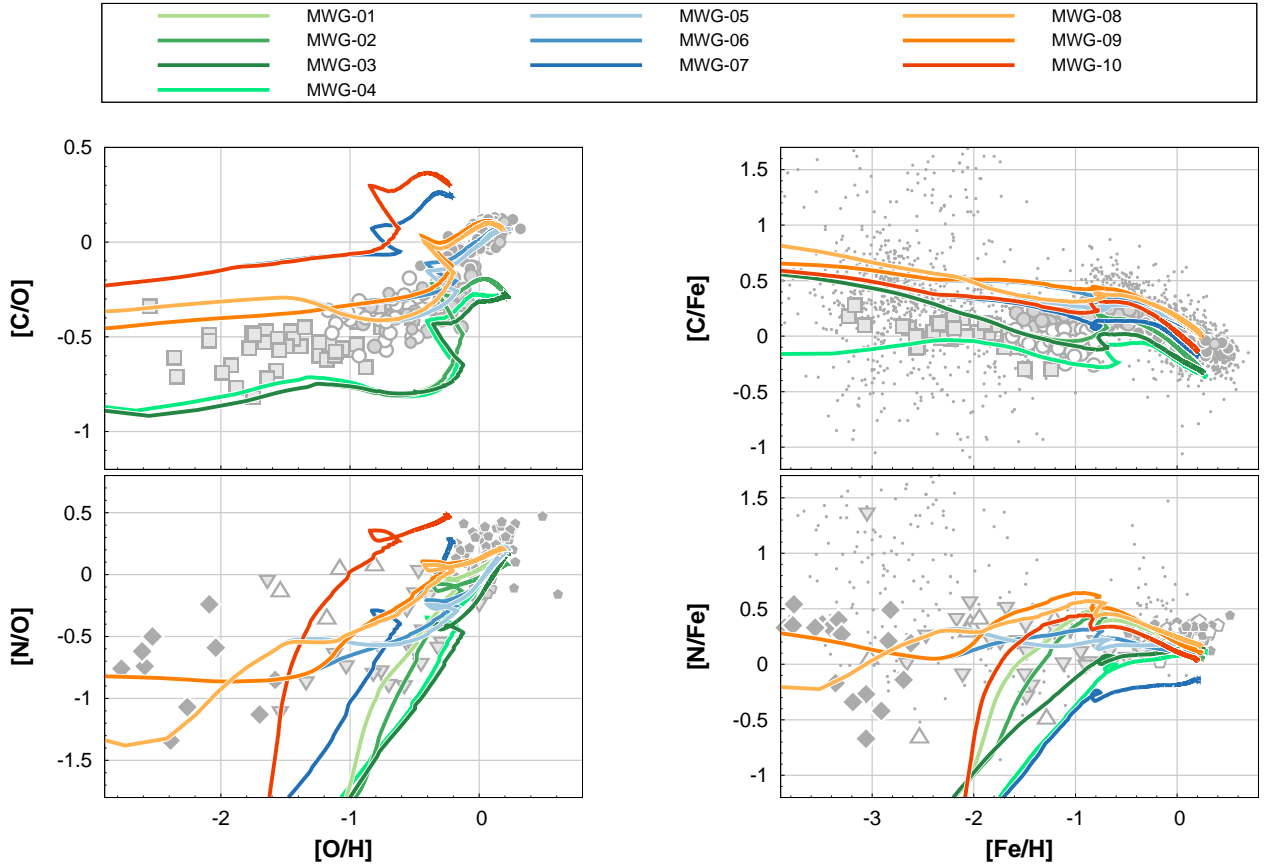 MWG-01 MWG-05 MWG-08
MWG-02 MWG-06 MWG-09
MWG-03 MWG-07 MWG-10
MWG-04
0.5
0
-0.5
-1
[C/O]
1.5
1
0.5
0
-0.5
-1
[C/Fe]
0.5
0
-0.5
-1
-1.5
[N/O]
1.5
1
0.5
0
-0.5
-1
[N/Fe]
-2 -1 0
[O/H]
-3 -2 -1 0
[Fe/H]